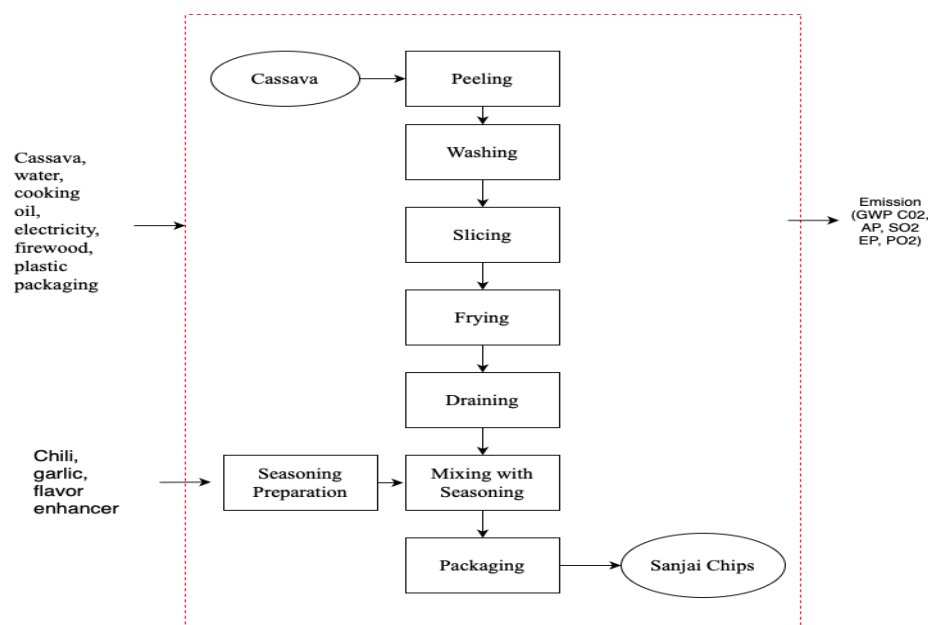 Cassava
Peeling
Washing
Cassava,
water,
cooking
oil,
electricity,
firewood,
plastic
packaging
Slicing
Emission
(GWP C02,
AP, SO2
EP, PO2)
Frying
Draining
Chili,
garlic,
flavor
enhancer
Seasoning
Preparation
Mixing with
Seasoning
Packaging
Sanjai Chips